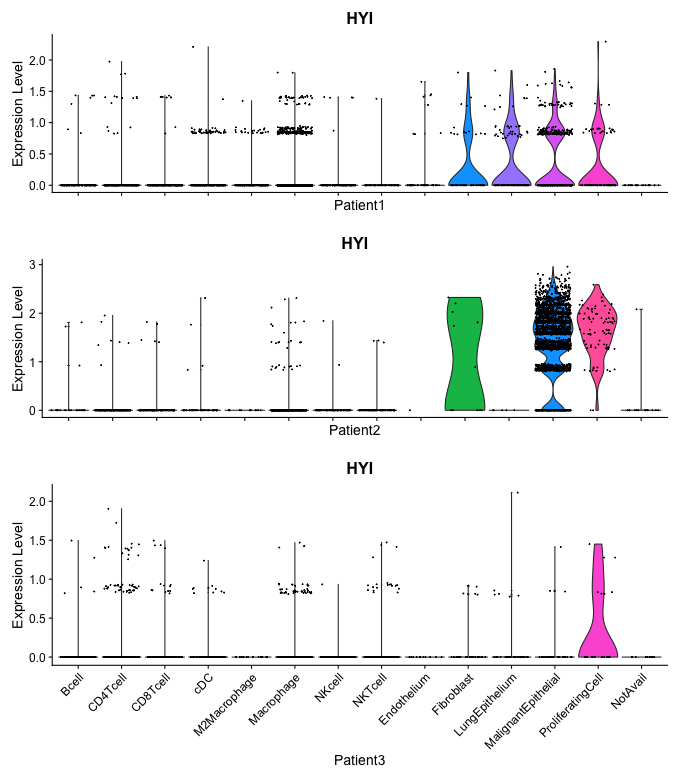 HYI
Expression Level
2.0
1.5
1.0
0.5
0.0
Patient1
HYI
Expression Level
3
2
1
0
Patient2
HYI
Expression Level
2.0
1.5
1.0
0.5
0.0
Bcell
CD4Tcell
CD8Tcell
cDC
M2Macrophage
Macrophage
NKcell
NKTcell
Endothelium
Fibroblast
LungEpithelium
MalignantEpithelial
ProliferatingCell
NotAvail
Patient3